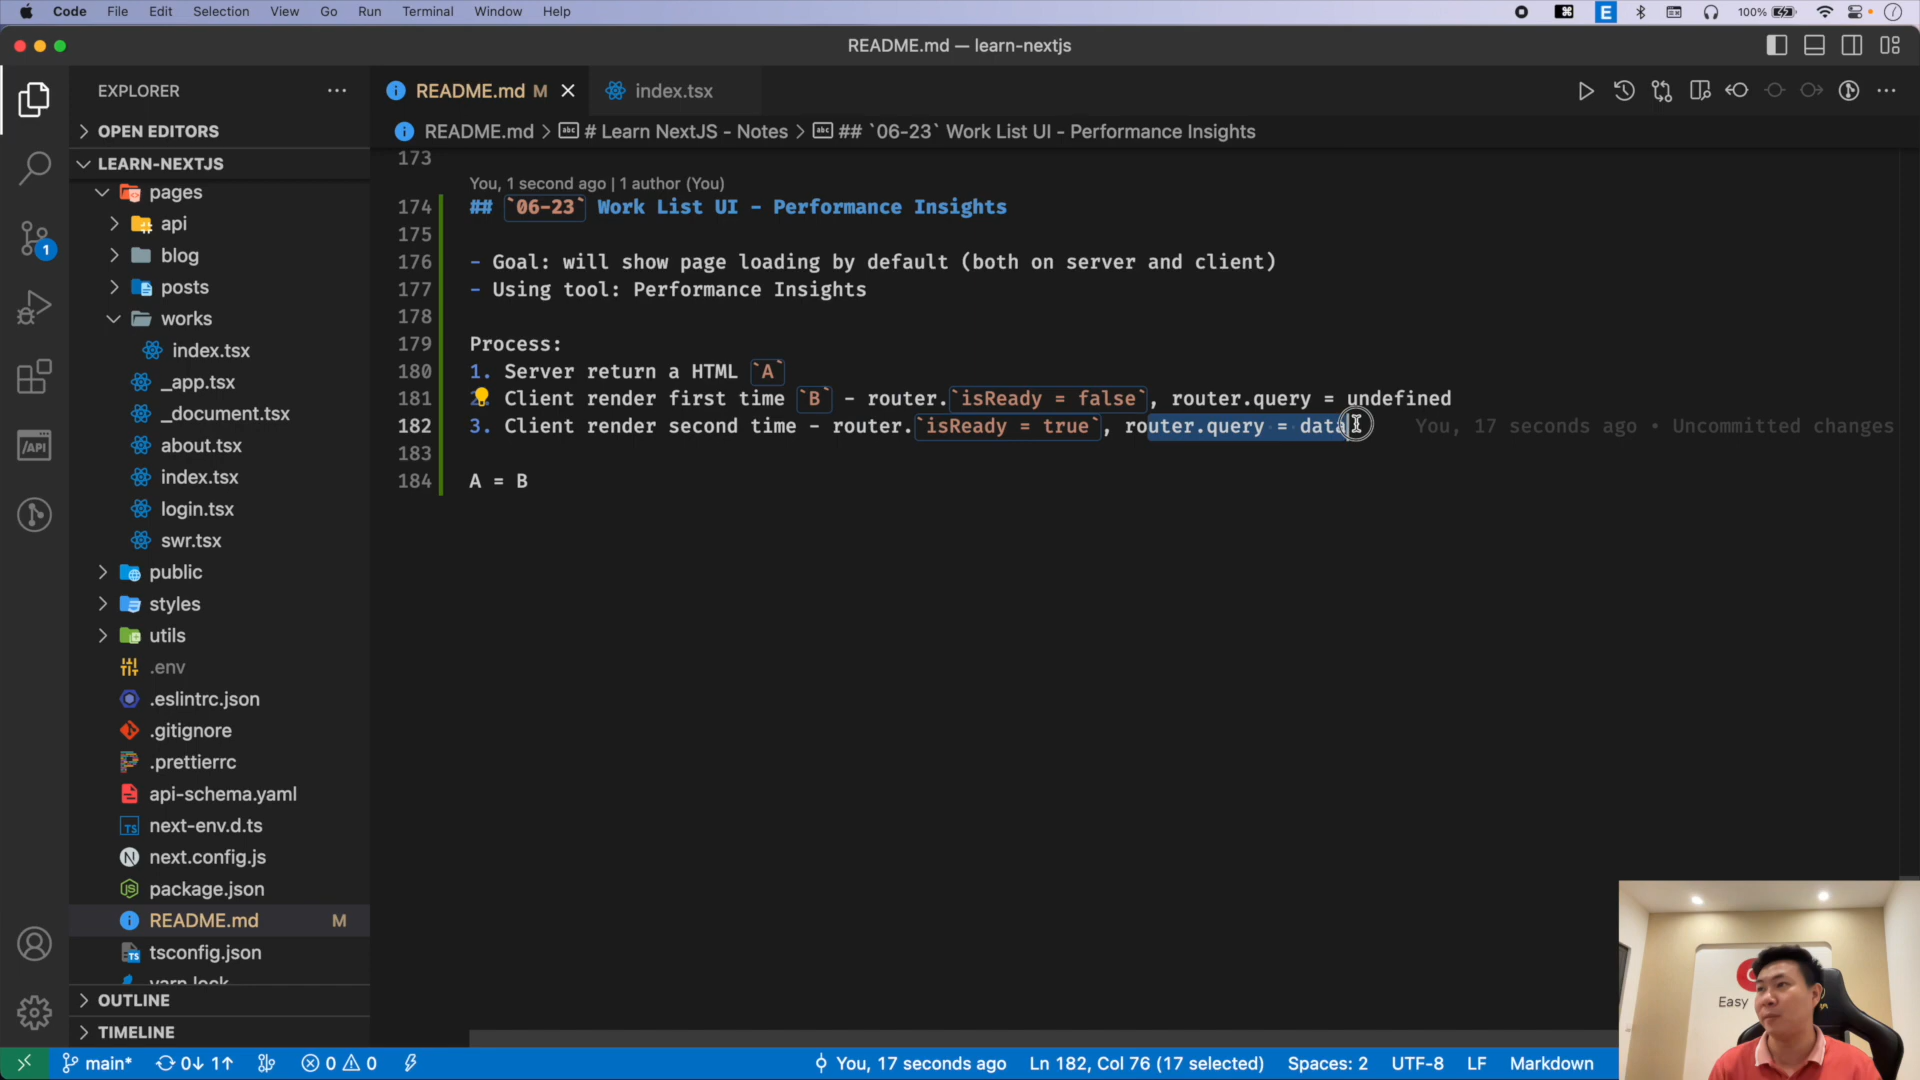 Code File Edit Selection View Go Run Terminal Window Help
E 100%
README.md — learn-nextjs
EXPLORER
README.md M
index.tsx
OPEN EDITORS
README.md > # Learn NextJS - Notes > ## `06-23` Work List UI - Performance Insights
LEARN-NEXTJS
pages
api
blog
posts
works
index.tsx
_app.tsx
_document.tsx
about.tsx
index.tsx
login.tsx
swr.tsx
public
styles
utils
.env
.eslintrc.json
.gitignore
.prettierrc
api-schema.yaml
next-env.d.ts
next.config.js
package.json
README.md M
tsconfig.json
yarn.lock
OUTLINE
TIMELINE
1
/API
173
You, 1 second ago | 1 author (You)
174 ## `06-23` Work List UI - Performance Insights
175
176 - Goal: will show page loading by default (both on server and client)
177 - Using tool: Performance Insights
178
179 Process:
180 1. Server return a HTML `A`
181 2. Client render first time `B` - router.`isReady = false`, router.query = undefined
182 3. Client render second time - router.`isReady = true`, router.query = data You, 17 seconds ago • Uncommitted changes
183
184 A = B
Easy
main* 0↓ 1↑ 0 0 You, 17 seconds ago Ln 182, Col 76 (17 selected) Spaces: 2 UTF-8 LF Markdown